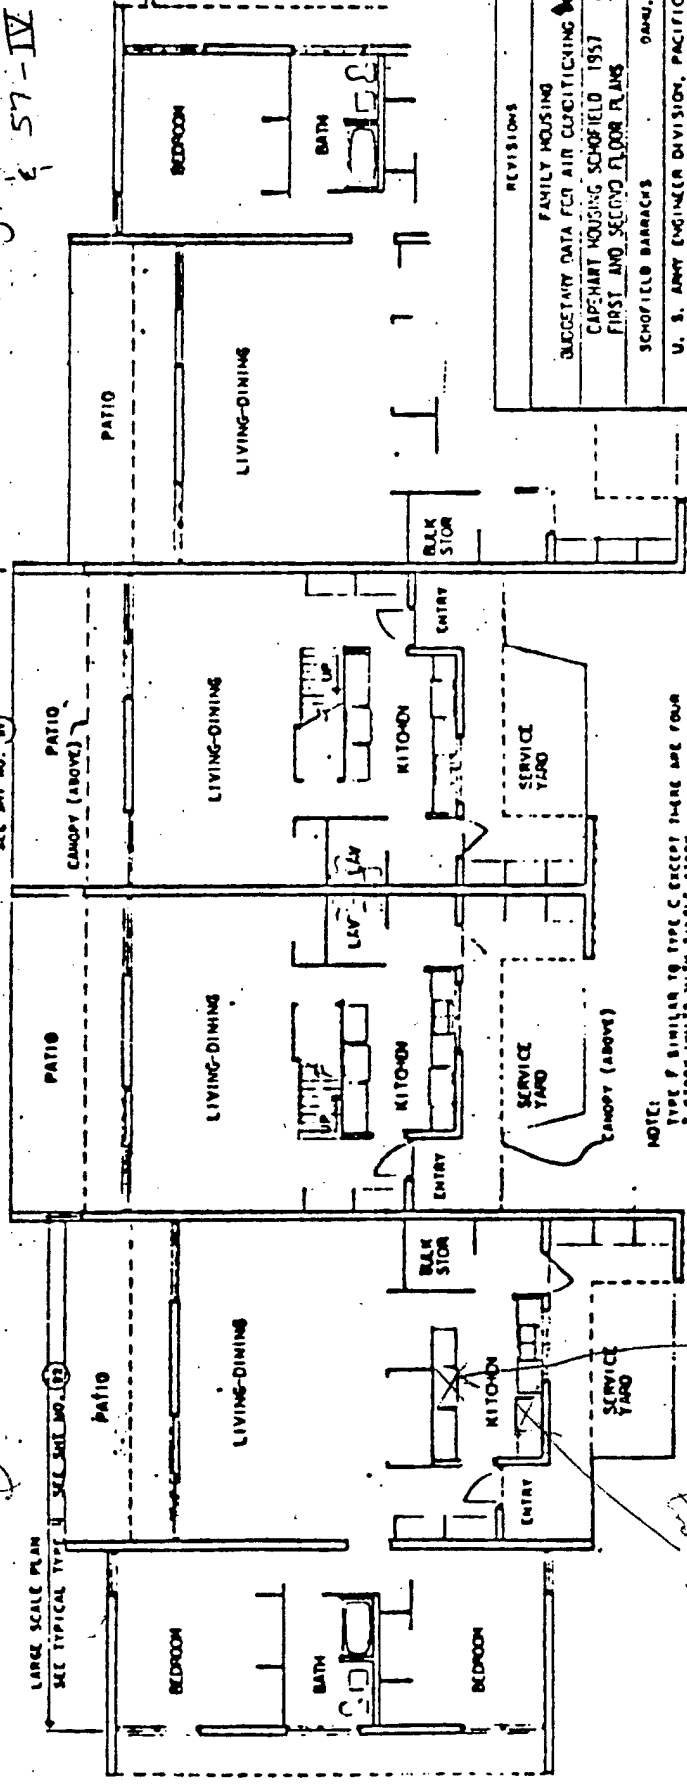 & 57-IV
LARGE SCALE PLAN
SEE TYPICAL TYPE
SEE SHT NO.
PATIO
PATIO
PATIO
CANOPY (ABOVE)
PATIO
BEDROOM
LIVING-DINING
LIVING-DINING
LIVING-DINING
LIVING-DINING
BEDROOM
BATH
UP
LAV
LAV
UP
BATH
BEDROOM
KITCHEN
BULK
STOR
KITCHEN
KITCHEN
BULK
STOR
ENTRY
ENTRY
ENTRY
SERVICE
YARD
SERVICE
YARD
SERVICE
YARD
CANOPY (ABOVE)
NOTE:
TYPE F SIMILAR TO TYPE C EXCEPT THERE ARE FOUR
REVISIONS
FAMILY HOUSING
BUDGETARY DATA FOR AIR CONDITIONING
CAPEHART HOUSING SCHOFIELD 1957
FIRST AND SECOND FLOOR PLANS
SCHOFIELD BARRACKS OAHU,
U. S. ARMY ENGINEER DIVISION, PACIFIC